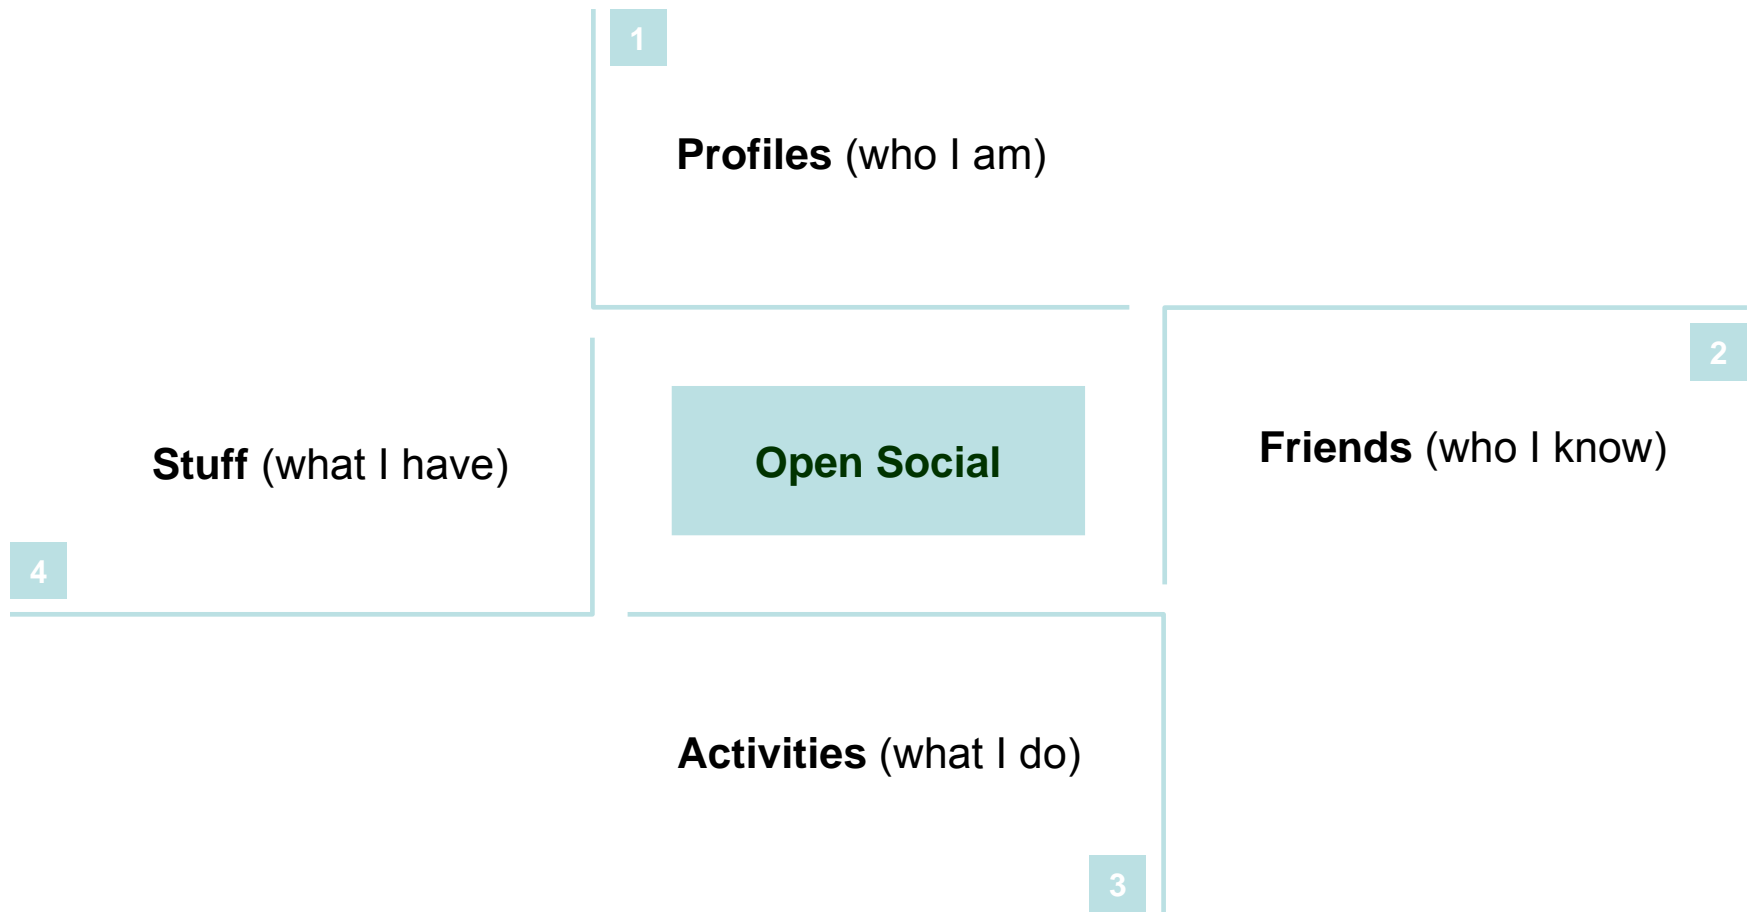 1
Profiles (who I am)
2
Friends (who I know)
Open Social
Stuff (what I have)
4
Activities (what I do)
3